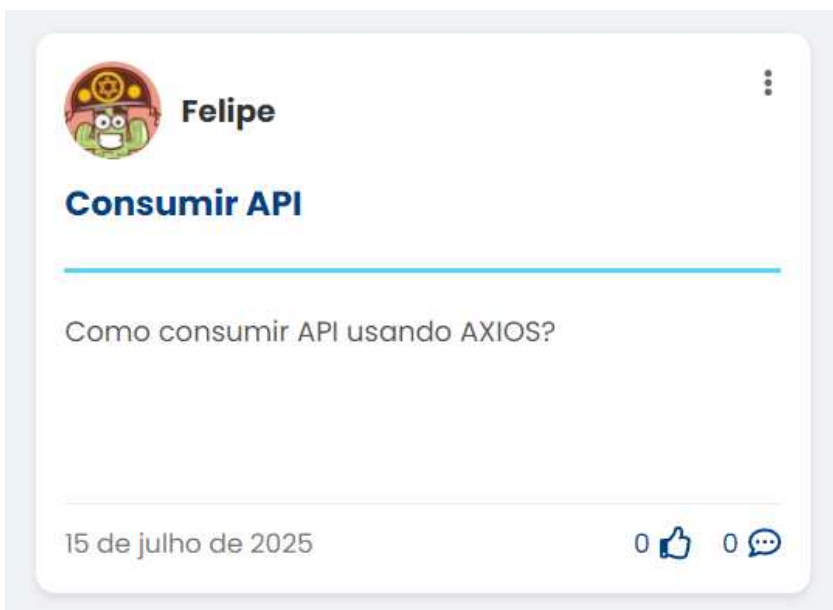 Felipe
Consumir API
Como consumir API usando AXIOS?
15 de julho de 2025 0 0